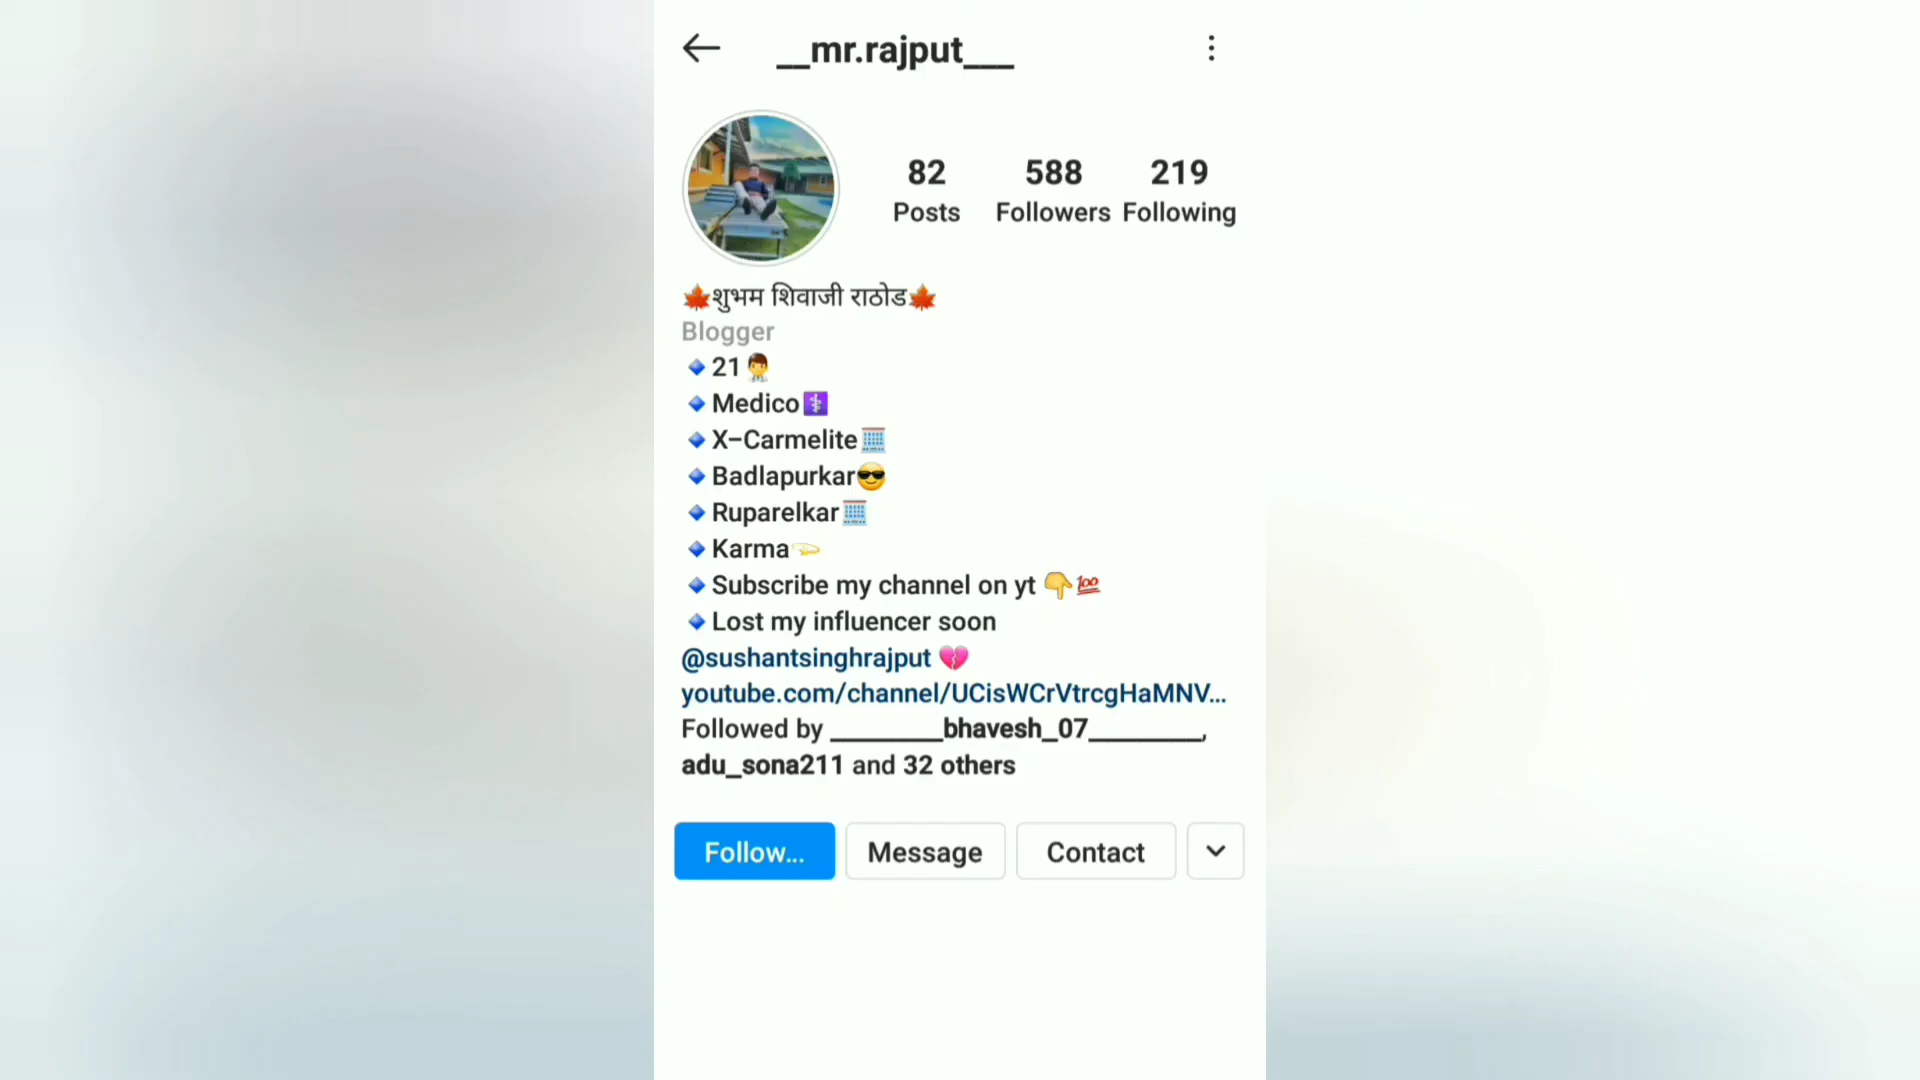 __mr.rajput___
82 588 219
Posts Followers Following
🍁शुभम शिवाजी राठोड🍁
Blogger
🔹21👨‍⚕️
🔹Medico⚕️
🔹X-Carmelite🏢
🔹Badlapurkar😎
🔹Ruparelkar🏢
🔹Karma💫
🔹Subscribe my channel on yt 👇💯
🔹Lost my influencer soon
@sushantsinghrajput 💔
youtube.com/channel/UCisWCrVtrcgHaMNV...
Followed by _________bhavesh_07_________,
adu_sona211 and 32 others
Follow... Message Contact